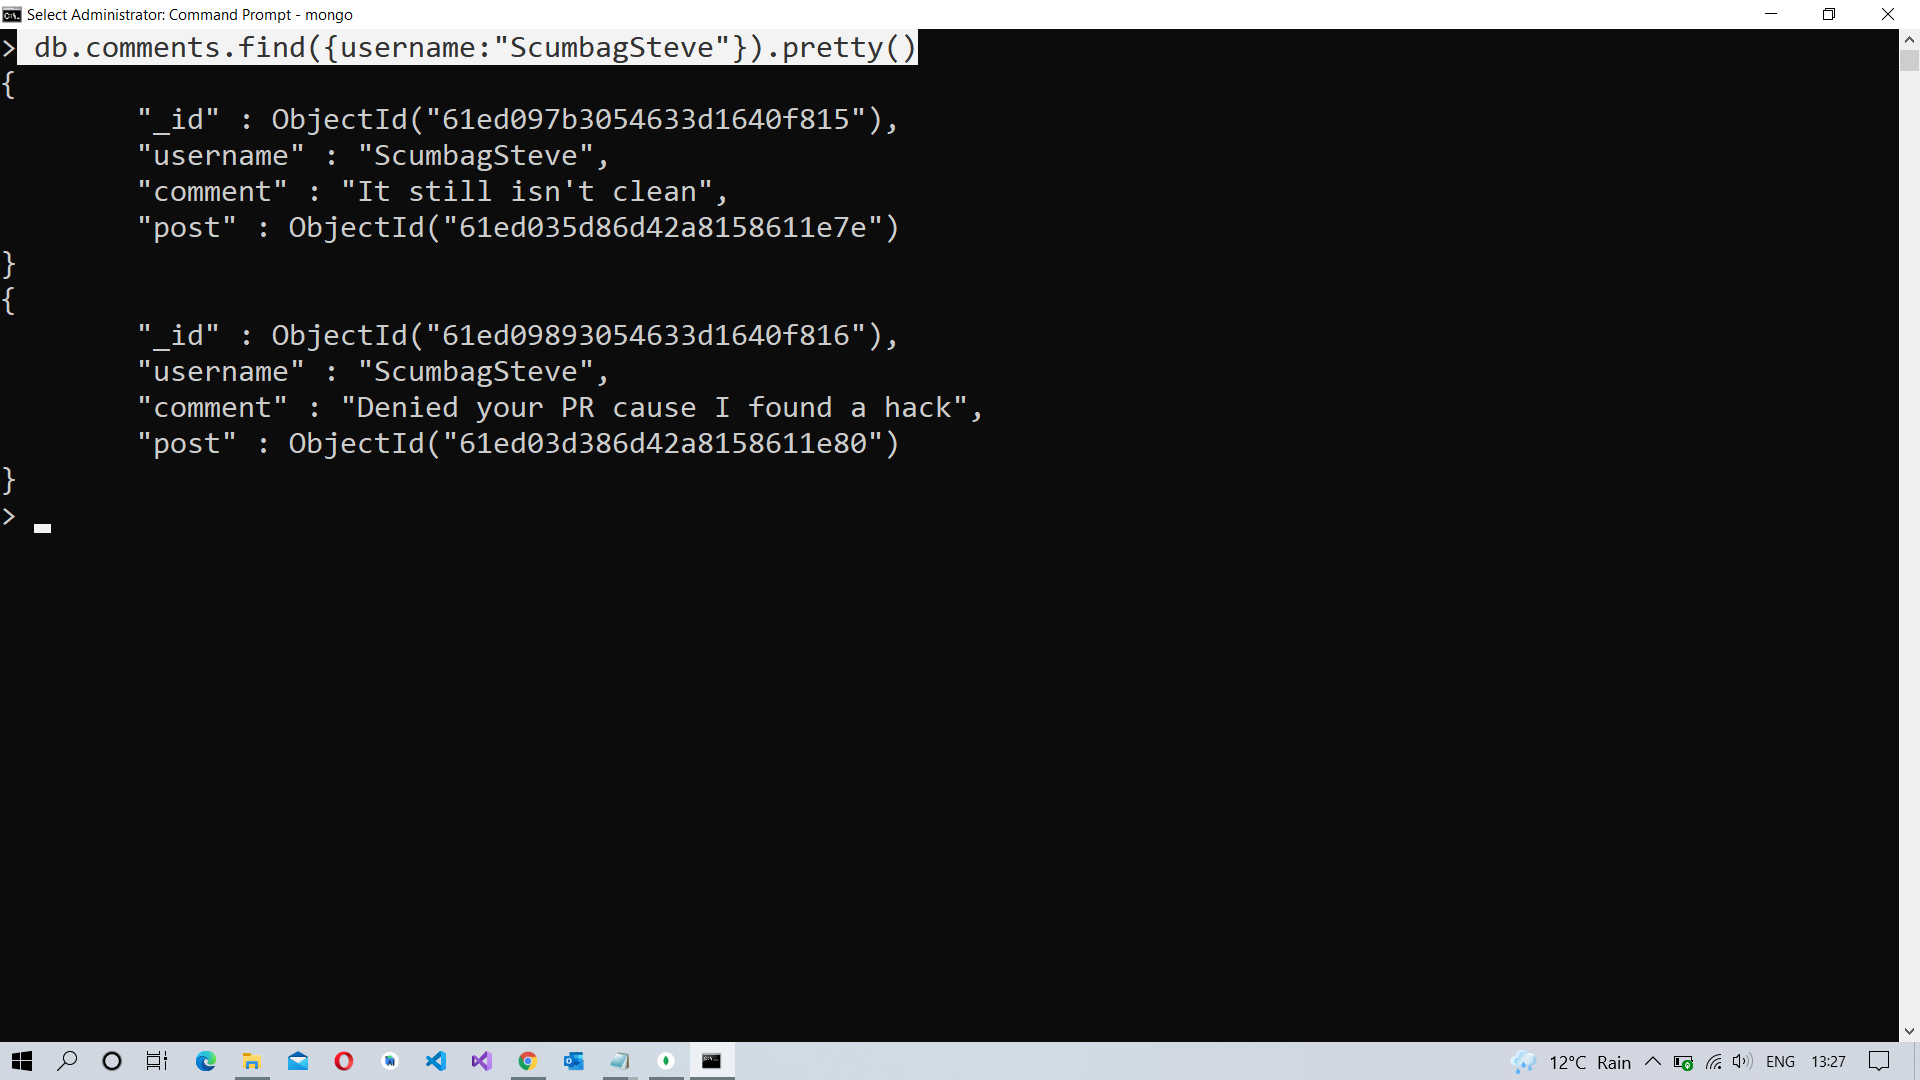 Select Administrator: Command Prompt - mongo
> db.comments.find({username:"ScumbagSteve"}).pretty()
{
"_id" : ObjectId("61ed097b3054633d1640f815"),
"username" : "ScumbagSteve",
"comment" : "It still isn't clean",
"post" : ObjectId("61ed035d86d42a8158611e7e")
}
{
"_id" : ObjectId("61ed09893054633d1640f816"),
"username" : "ScumbagSteve",
"comment" : "Denied your PR cause I found a hack",
"post" : ObjectId("61ed03d386d42a8158611e80")
}
>
12°C Rain ENG 13:27